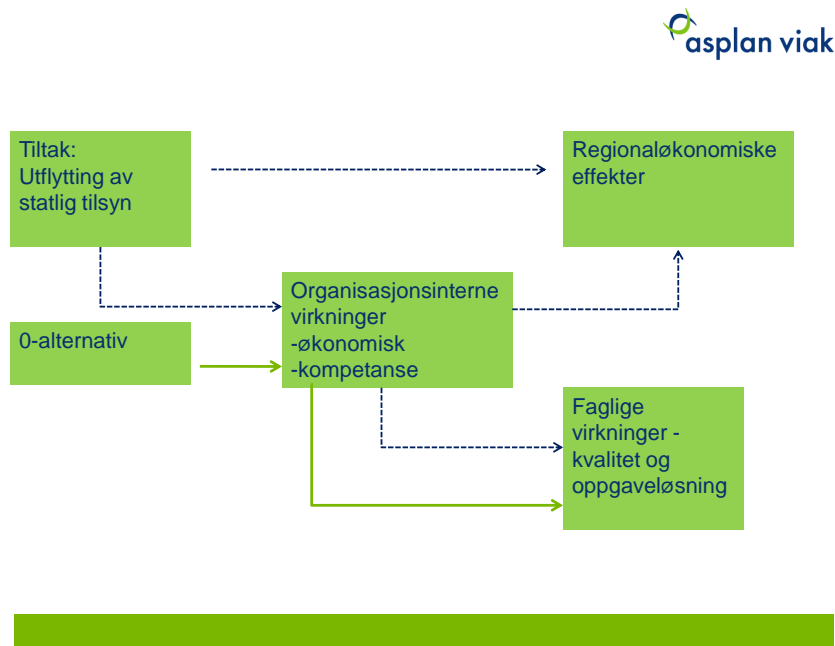 asplan viak
Tiltak:
Utflytting av
statlig tilsyn
Regionaløkonomiske
effekter
Organisasjonsinterne
virkninger
-økonomisk
-kompetanse
0-alternativ
Faglige
virkninger -
kvalitet og
oppgaveløsning